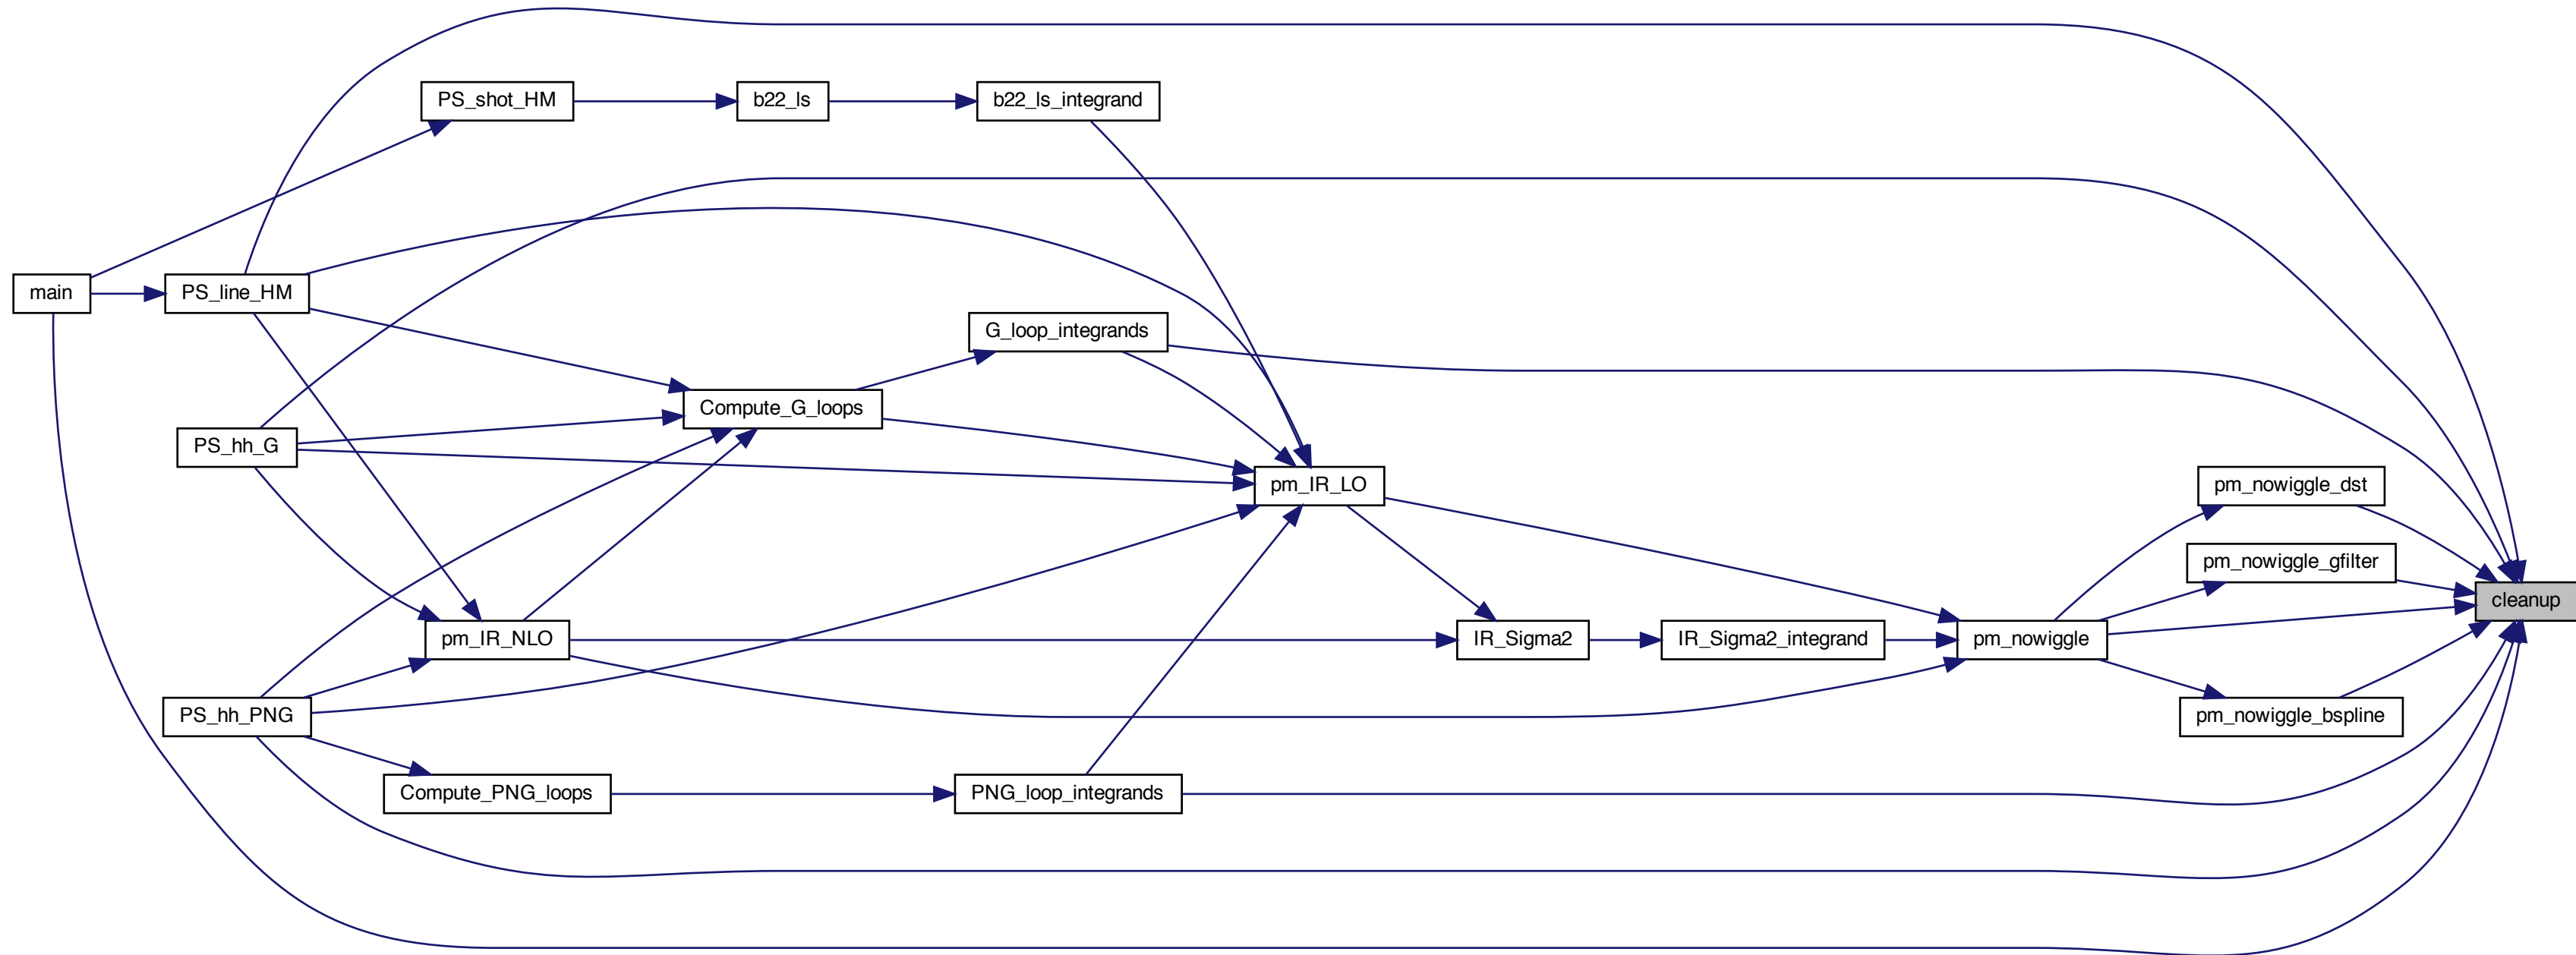 PS_shot_HM
b22_ls
b22_ls_integrand
main
PS_line_HM
G_loop_integrands
Compute_G_loops
PS_hh_G
pm_IR_LO
pm_nowiggle_dst
pm_nowiggle_gfilter
cleanup
pm_IR_NLO
IR_Sigma2
IR_Sigma2_integrand
pm_nowiggle
PS_hh_PNG
pm_nowiggle_bspline
Compute_PNG_loops
PNG_loop_integrands